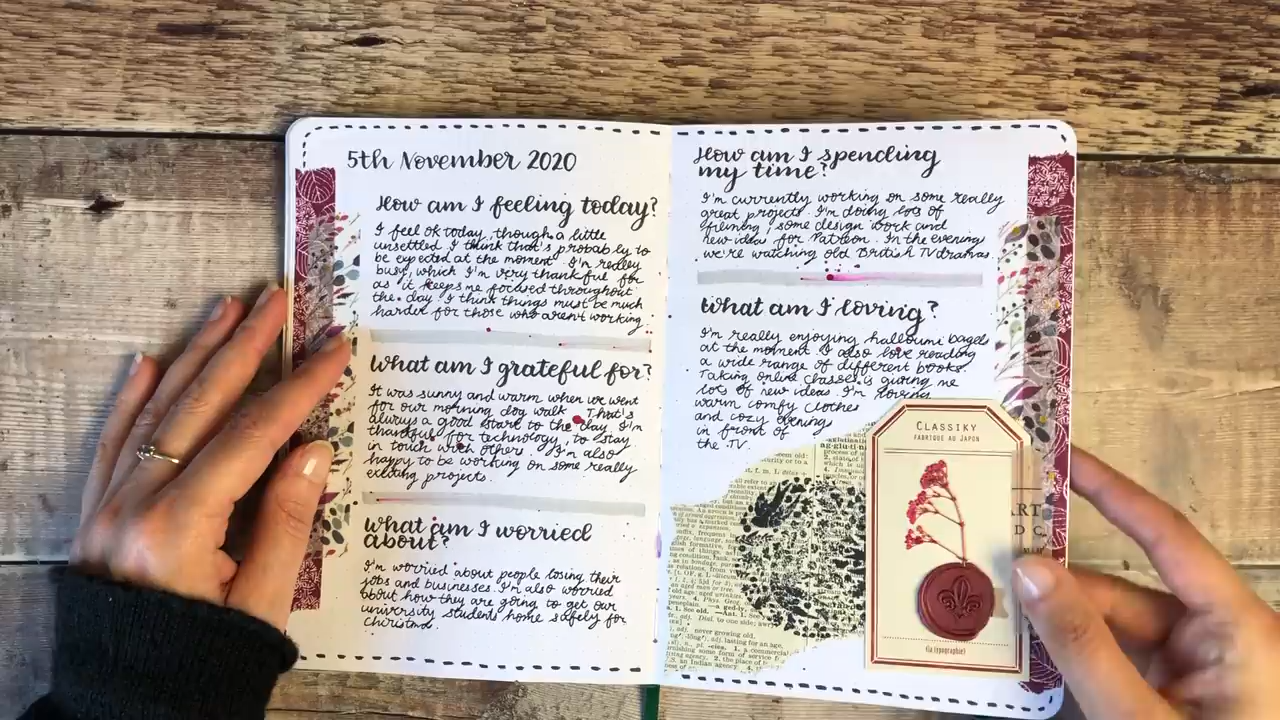 5th November 2020
How am I feeling today?
I feel ok today, though a little
unsettled. I think that's probably to
be expected at the moment. I'm really
busy, which I'm very thankful for
as it keeps me focused throughout
the day. I think things must be much
harder for those who aren't working.
What am I grateful for?
It was sunny and warm when we went
for our morning dog walk. That's
always a good start to the day. I'm
thankful for technology, to stay
in touch with others. I'm also
happy to be working on some really
exciting projects.
What am I worried
about?
I'm worried about people losing their
jobs and businesses. I'm also worried
about how they are going to get our
university students home safely for
Christmas.
How am I spending
my time?
I'm currently working on some really
great projects. I'm doing lots of
filming, some design work and
new ideas for Patreon. In the evening
we're watching old British TV dramas.
What am I loving?
I'm really enjoying halloumi bagels
at the moment. I also love reading
a wide range of different books.
Taking online classes is giving me
lots of new ideas. I'm loving
warm comfy clothes
and cozy evenings
in front of
the TV.
CLASSIKY
FABRIQUÉ AU JAPON
(la typographie)
never growing old.
lasting for an age.